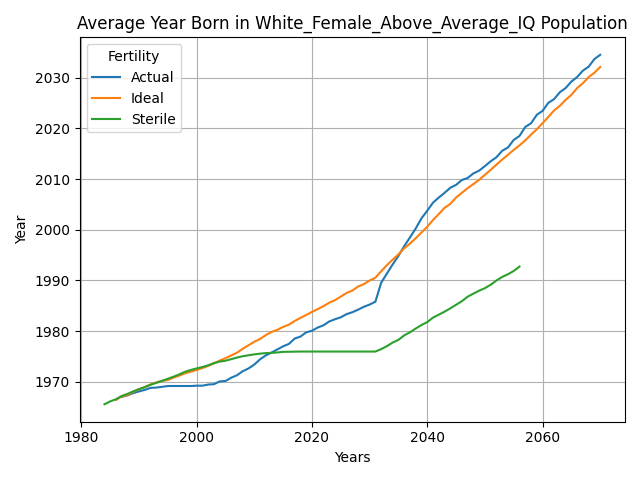 Average Year Born in White_Female_Above_Average_IQ Population
Fertility
Actual
Ideal
Sterile
2030
2020
2010
2000
1990
1980
1970
Year
1980
2000
2020
2040
2060
Years